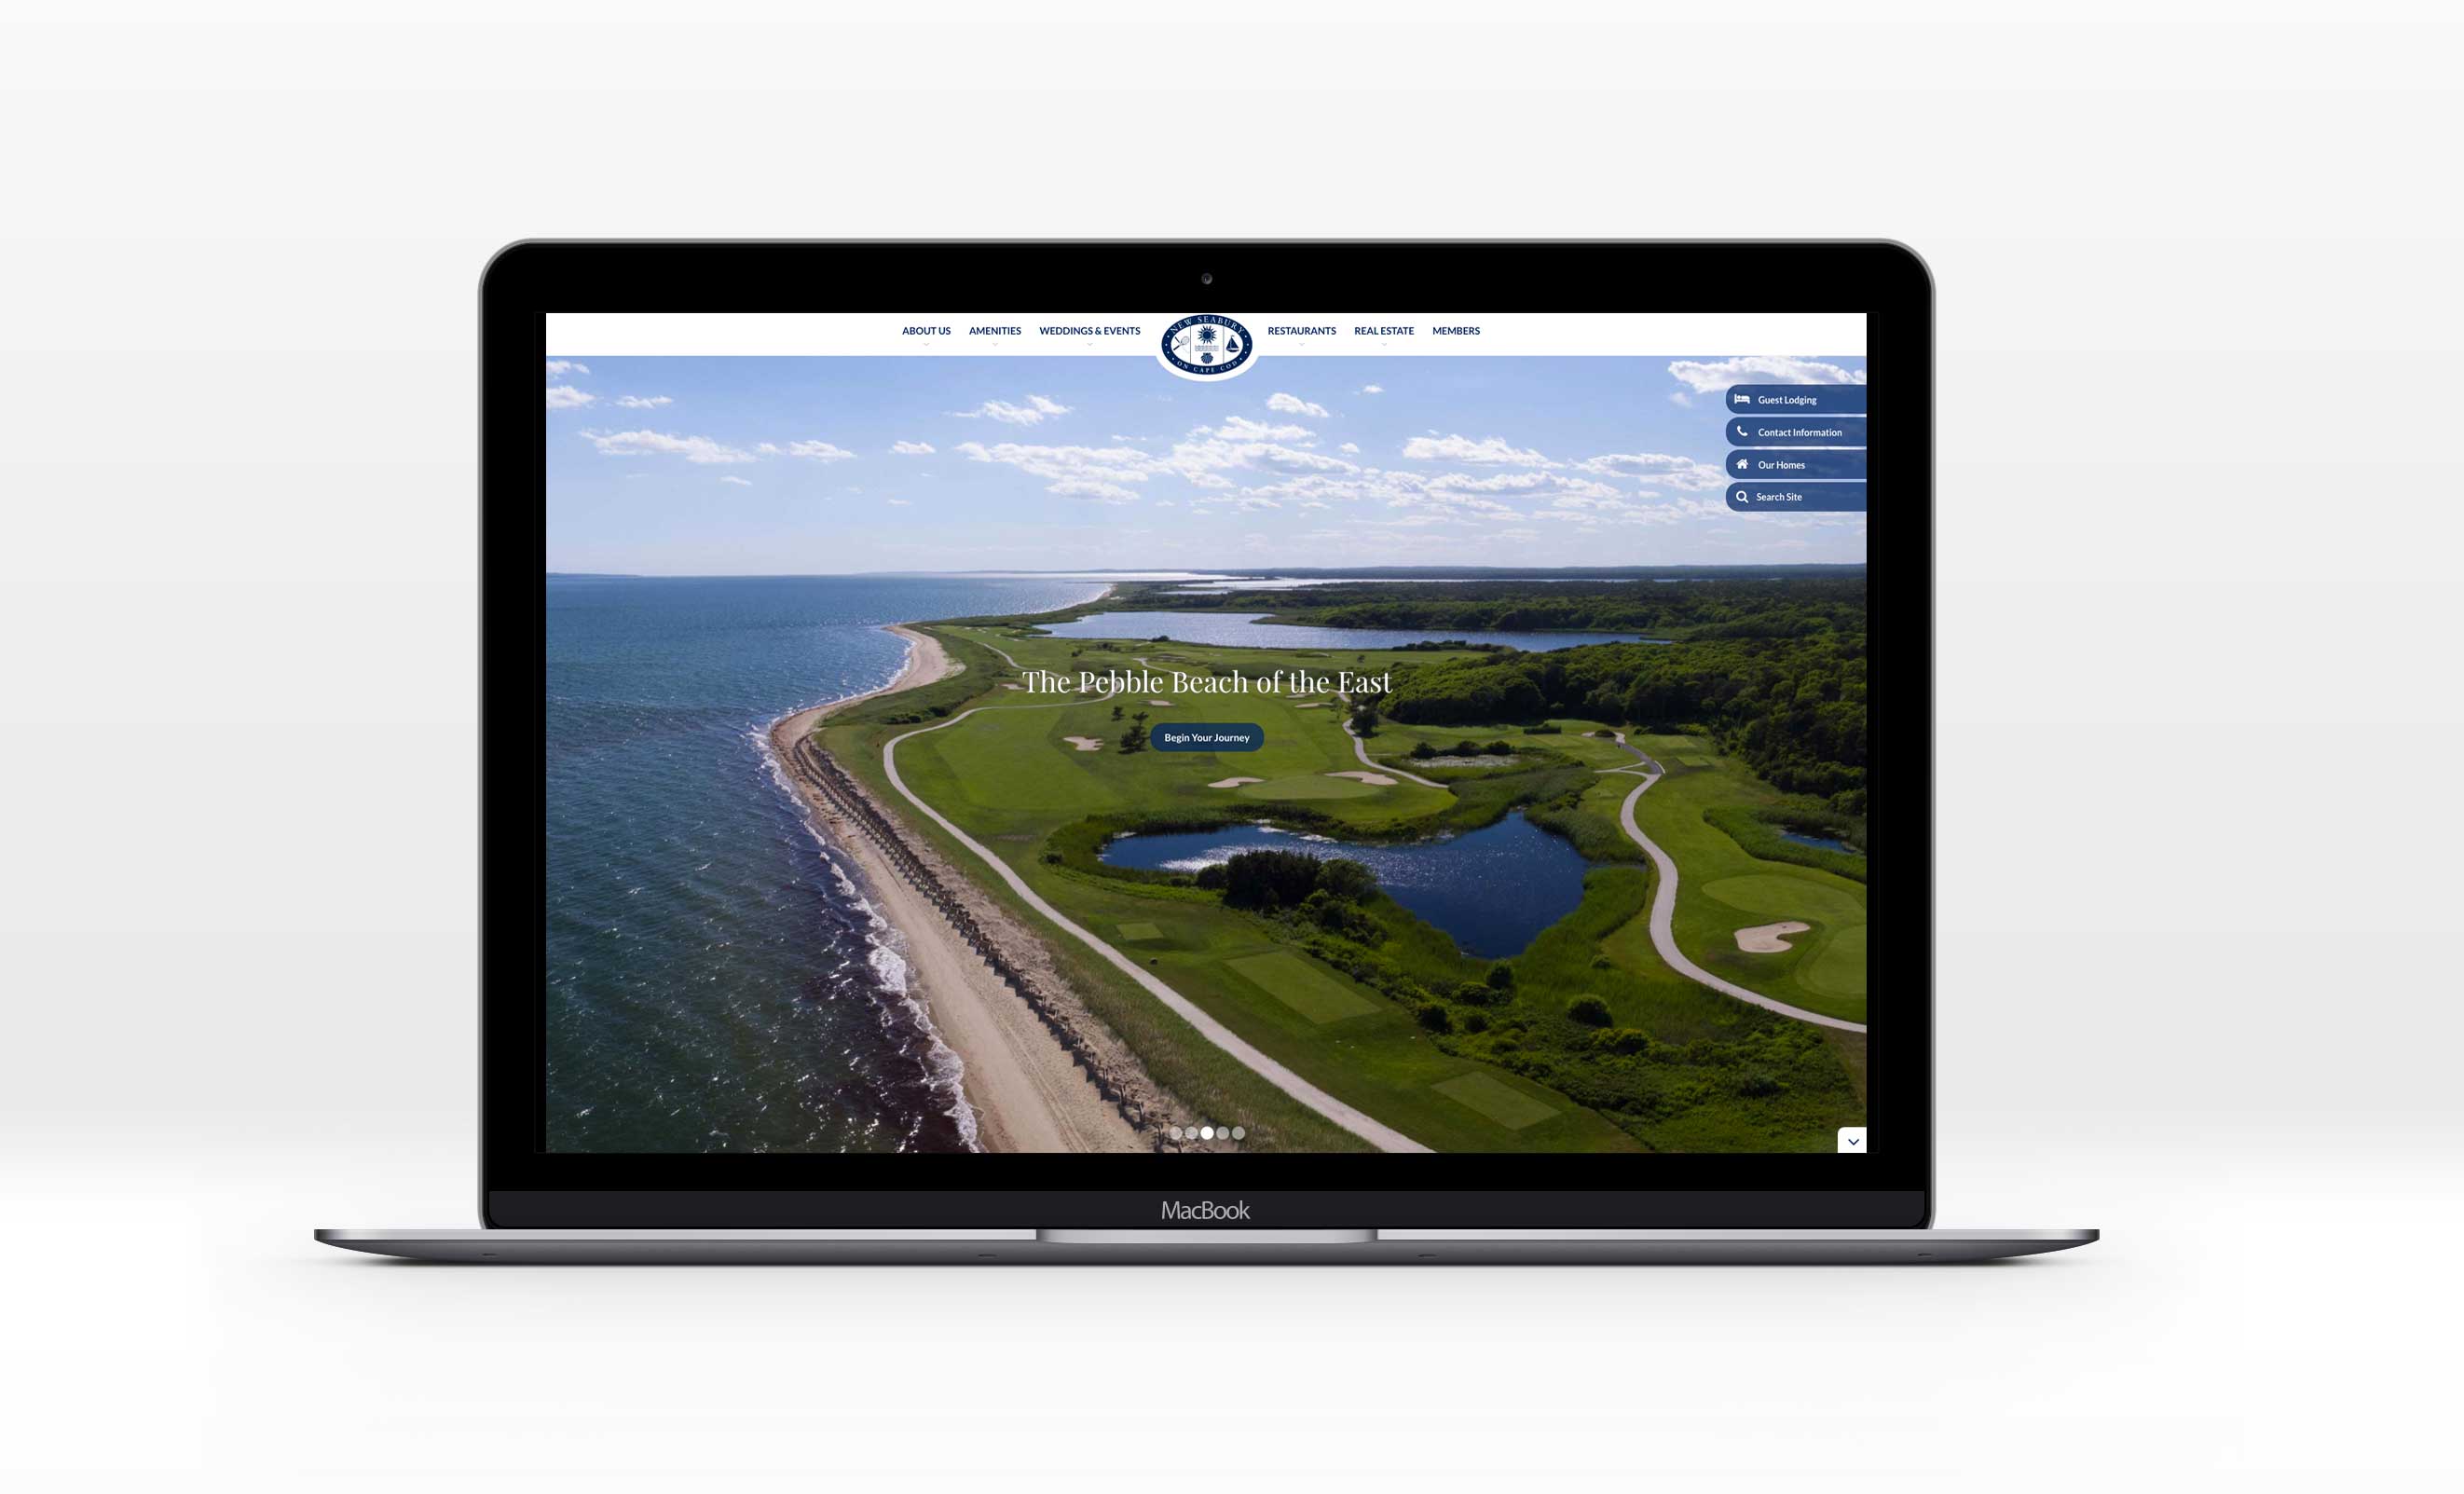 ABOUT US
AMENITIES
WEDDINGS & EVENTS
NEW SEABURY
ON CAPE COD
RESTAURANTS
REAL ESTATE
MEMBERS
Guest Lodging
Contact Information
Our Homes
Search Site
The Pebble Beach of the East
Begin Your Journey
MacBook